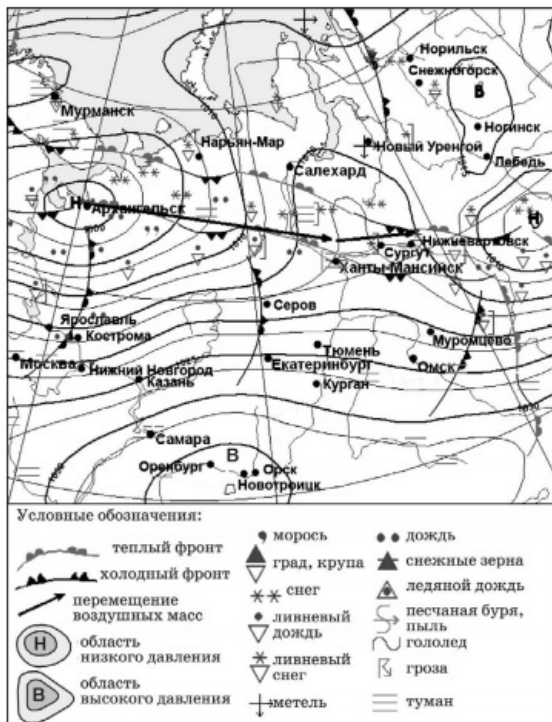 Норильск
Снежногорск
В
Мурманск
Ногинск
Нарьян-Мар
Новый Уренгой
Лебедь
Салехард
Н
Архангельск
Н
Нижневартовск
Сургут
Ханты-Мансийск
Серов
Ярославль
Кострома
Муромцево
Тюмень
Москва
Екатеринбург
Омск
Нижний Новгород
Казань
Курган
Самара
В
Оренбург
Орск
Новотроицк
Условные обозначения:
теплый фронт
холодный фронт
перемещение
воздушных масс
Н
область
низкого давления
В
область
высокого давления
морось
град, крупа
снег
ливневый
дождь
ливневый
снег
метель
дождь
снежные зерна
ледяной дождь
песчаная буря,
пыль
гололед
гроза
туман